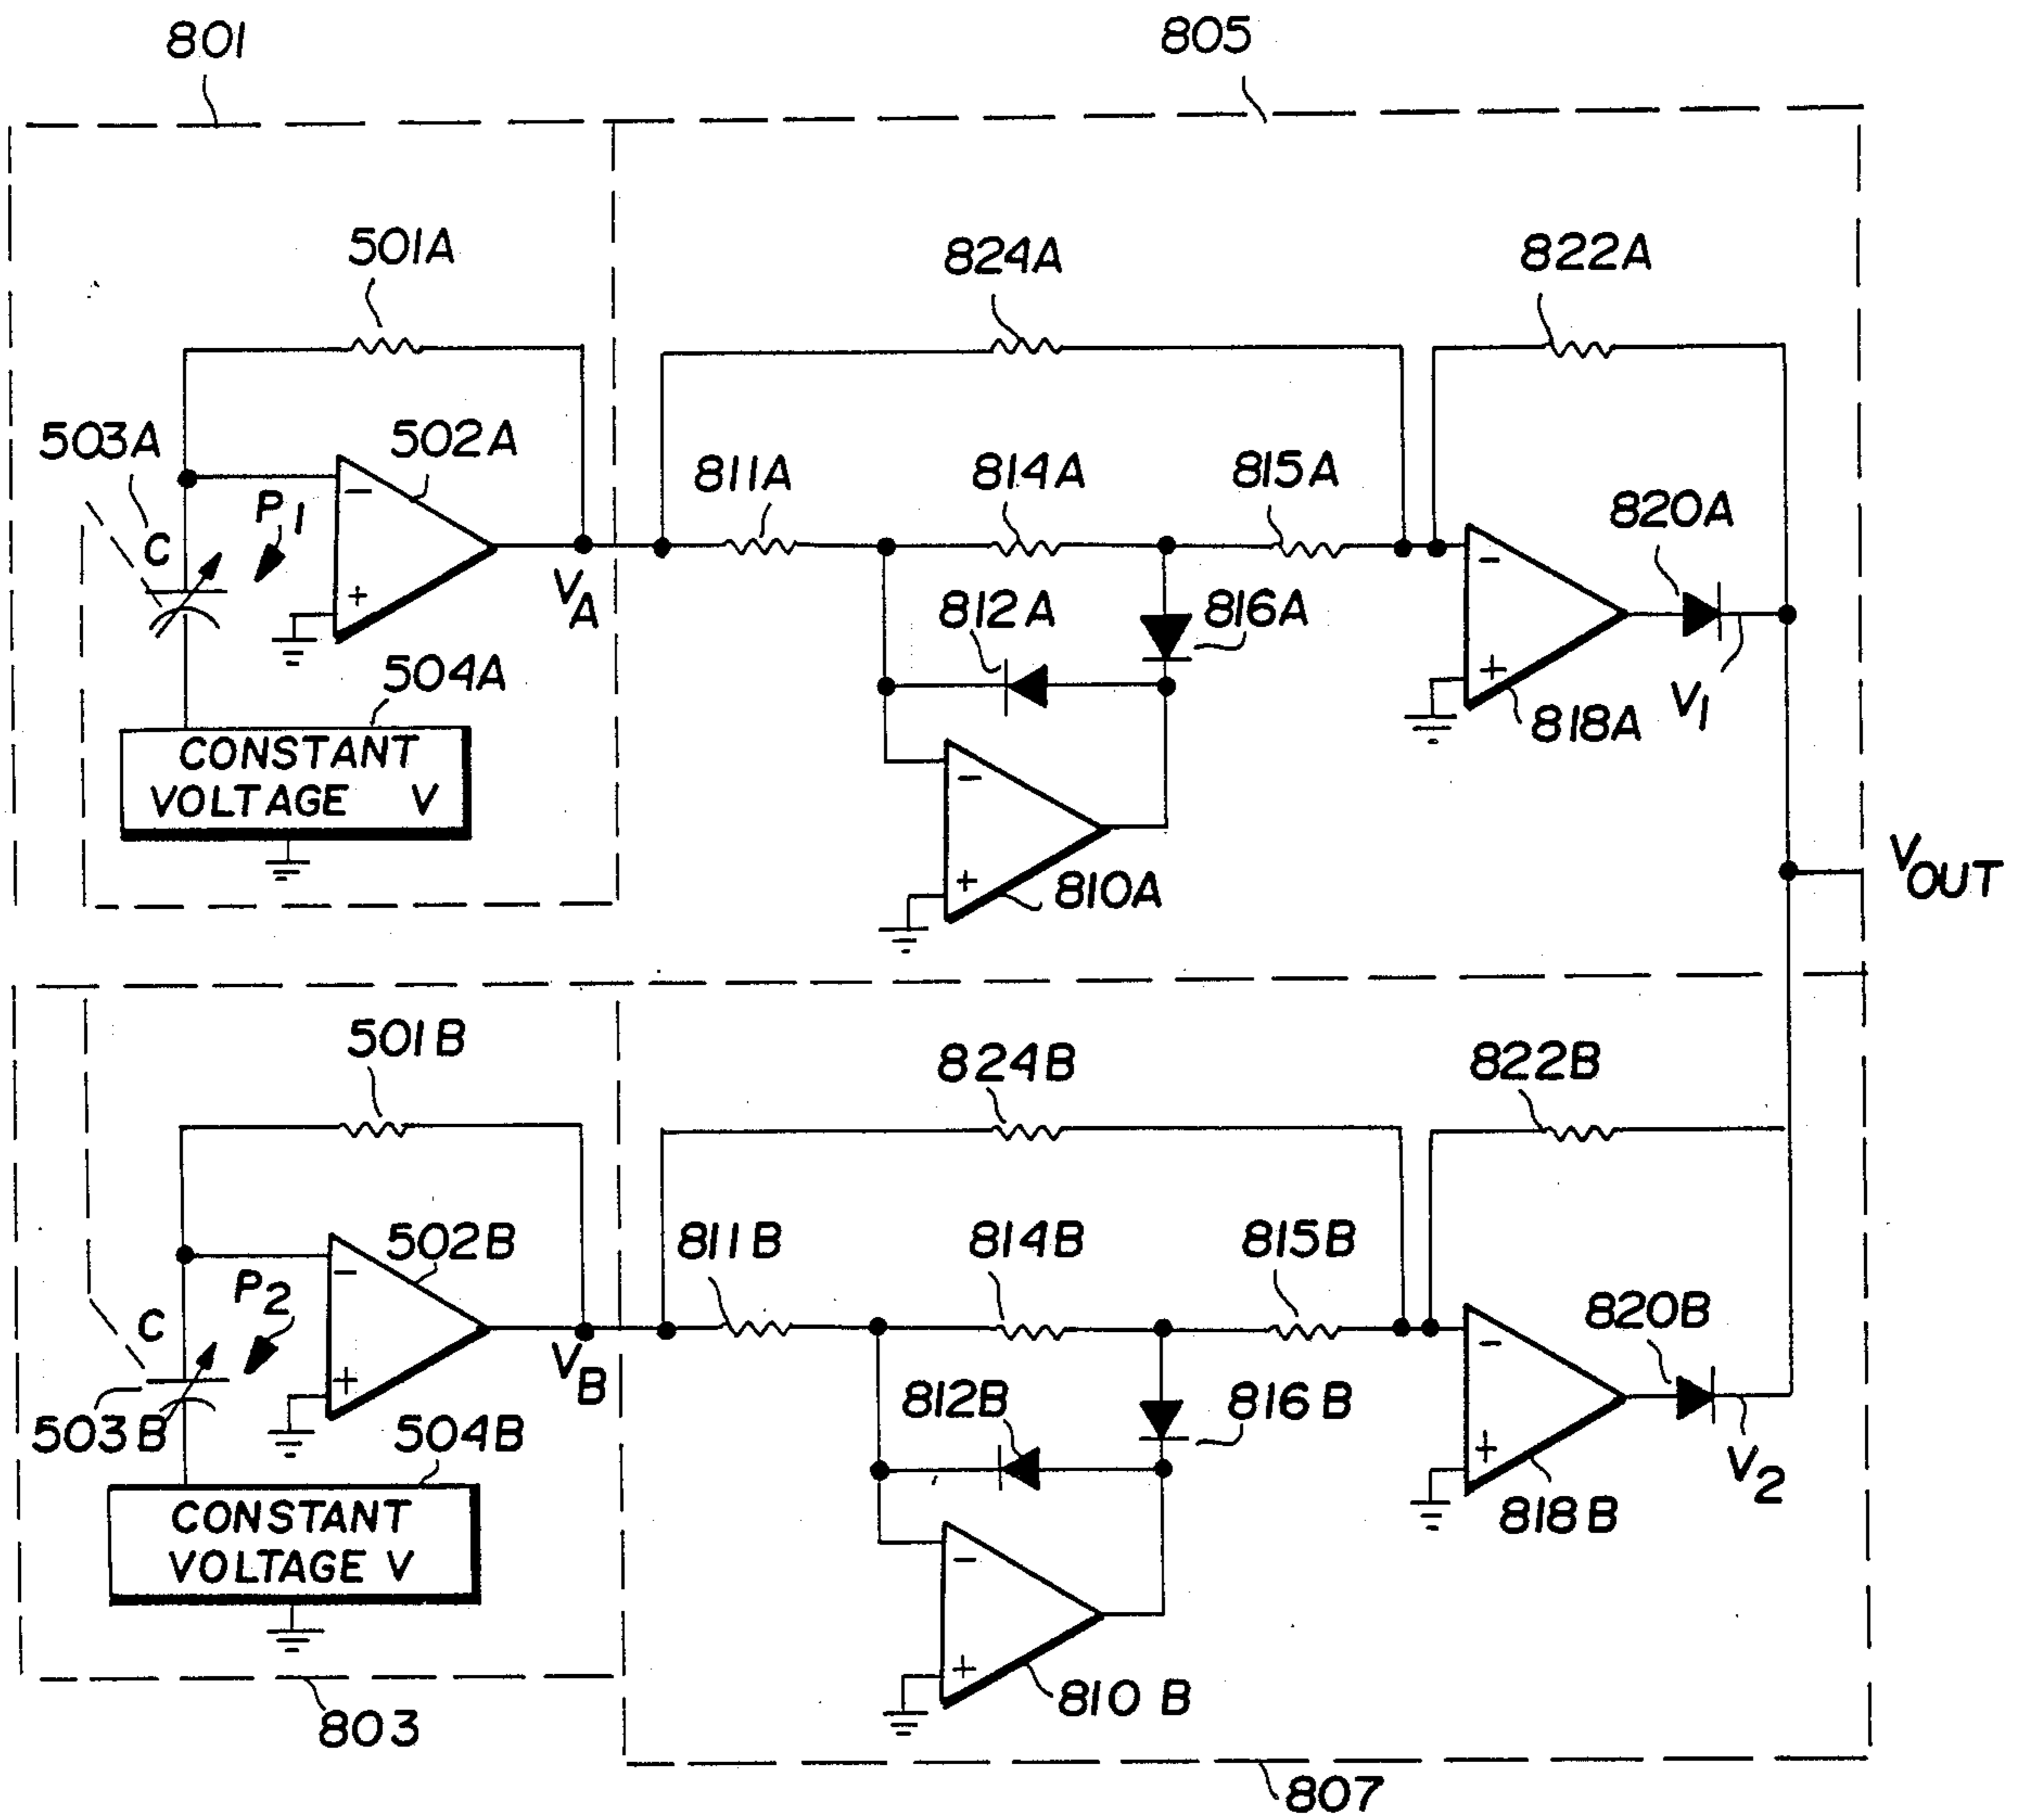 801
805
501A
824A
822A
503A
502A
811A
814A
815A
820A
C
P1
−
−
+
VA
812A
816A
+
V1
818A
504A
CONSTANT
VOLTAGE V
−
+
810A
VOUT
501B
824B
822B
502B
811B
814B
815B
820B
C
P2
−
−
+
VB
812B
816B
+
V2
818B
503B
504B
CONSTANT
VOLTAGE V
−
+
810B
803
807